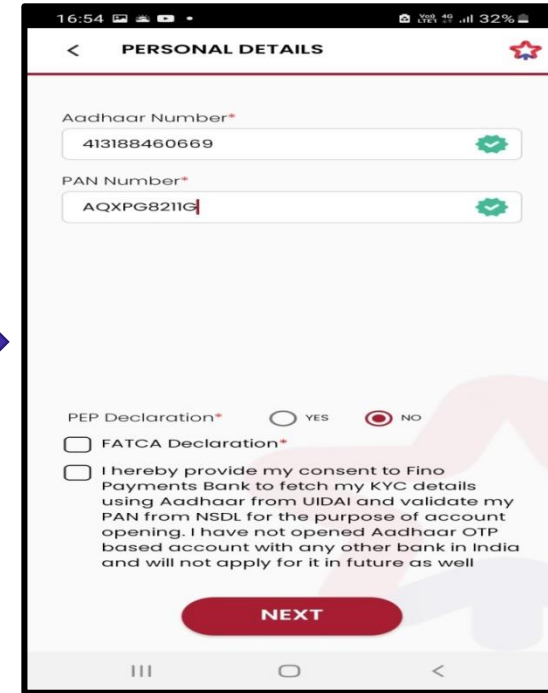 16:54 Vo)) 4G LTE1 32%
PERSONAL DETAILS
Aadhaar Number*
413188460669
PAN Number*
AQXPG8211G
PEP Declaration* YES NO
FATCA Declaration*
I hereby provide my consent to Fino
Payments Bank to fetch my KYC details
using Aadhaar from UIDAI and validate my
PAN from NSDL for the purpose of account
opening. I have not opened Aadhaar OTP
based account with any other bank in India
and will not apply for it in future as well
NEXT